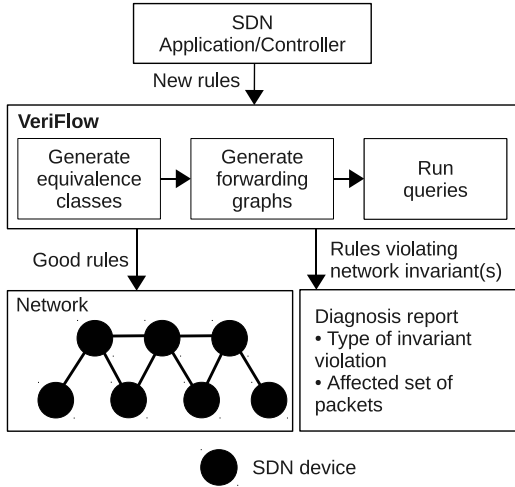 SDN
Application/Controller
New rules
VeriFlow
Generate
equivalence
classes
Generate
forwarding
graphs
Run
queries
Good rules
Rules violating
network invariant(s)
Network
Diagnosis report
• Type of invariant
violation
• Affected set of
packets
SDN device